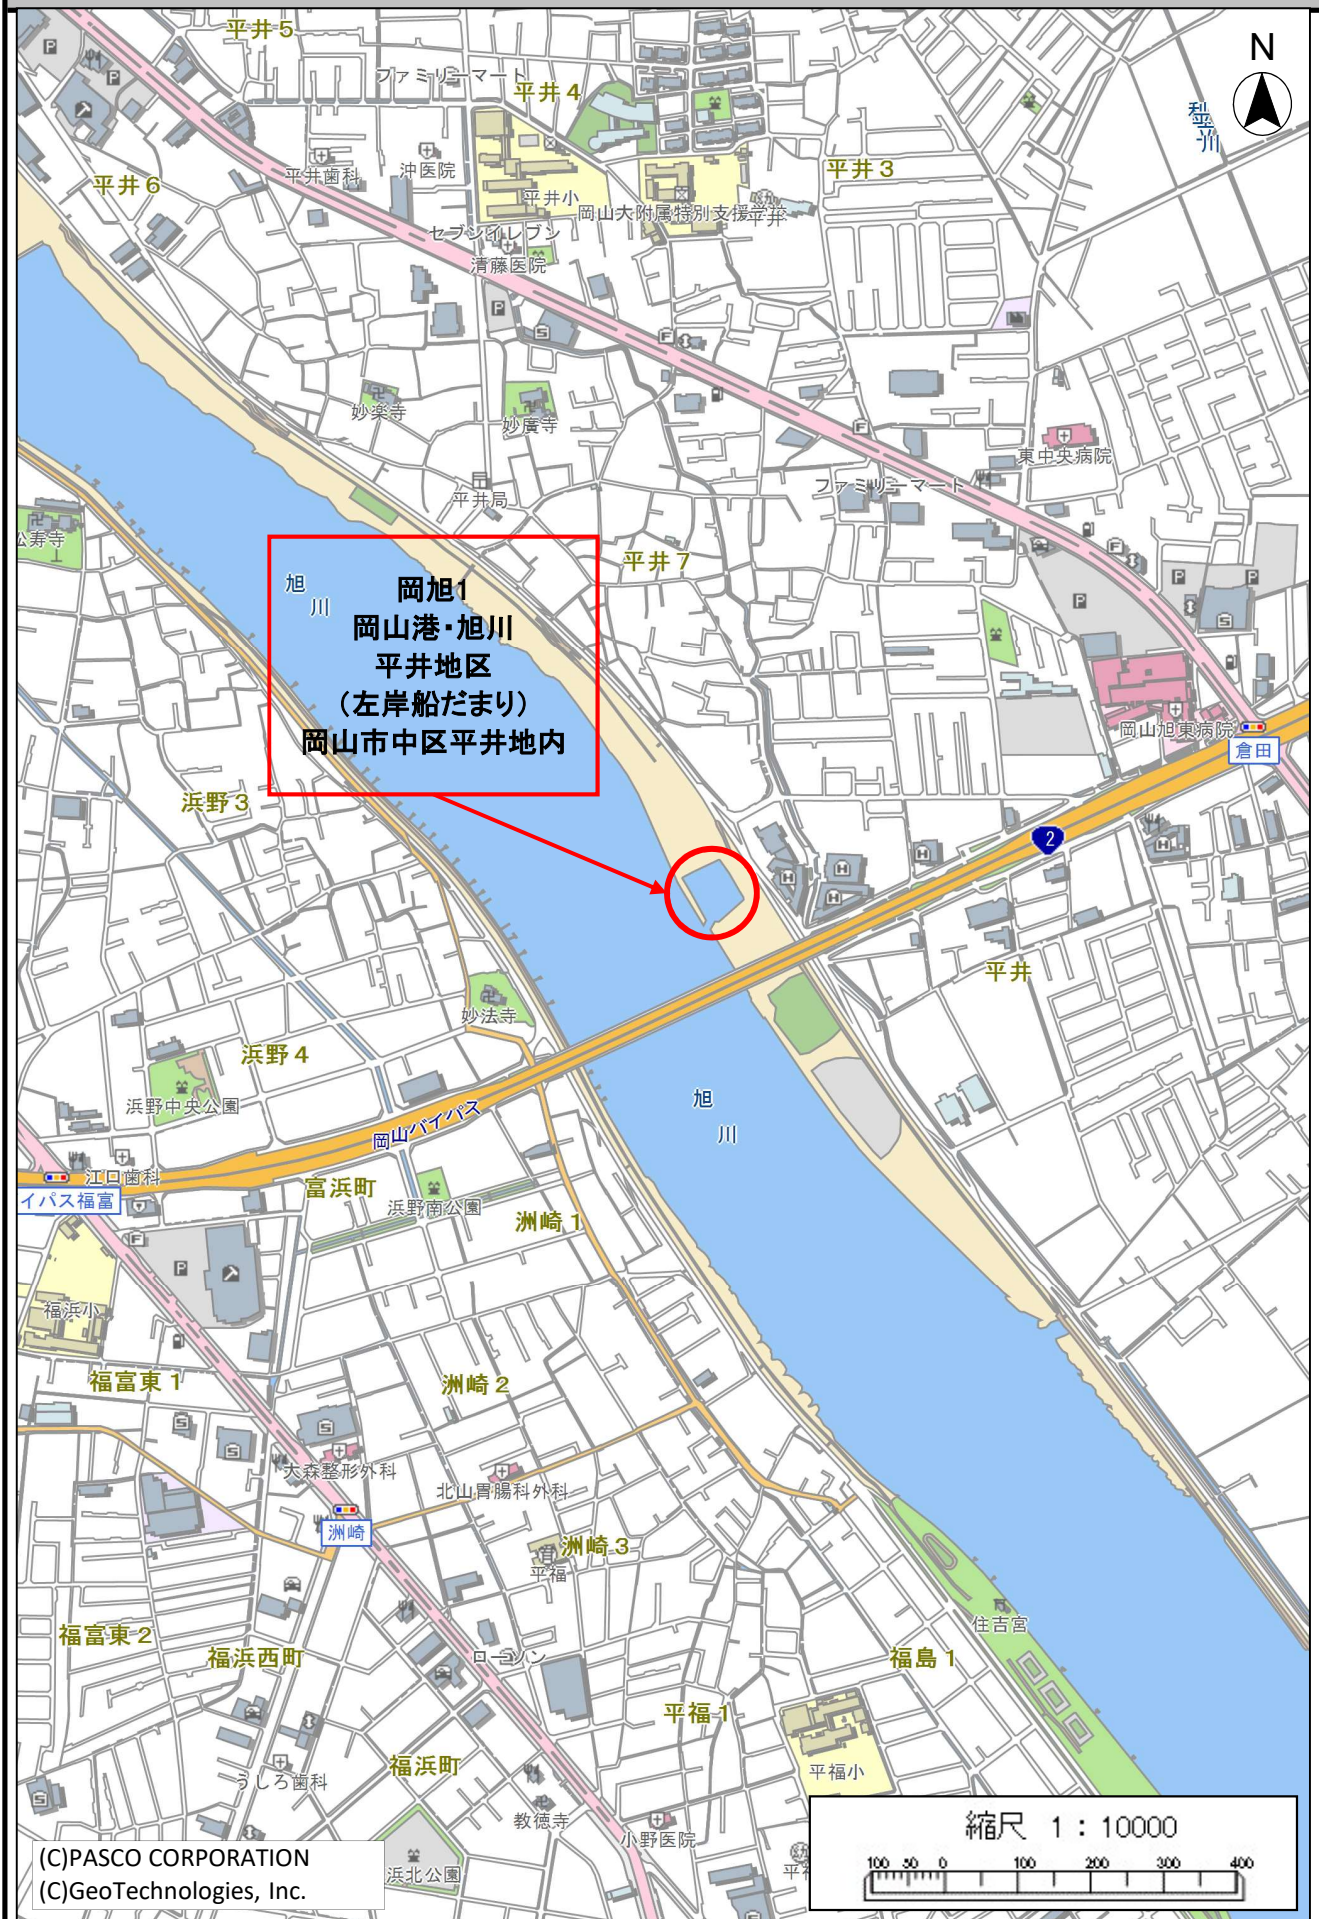 平井5
N
ファミリーマート
平井4
平井歯科
沖医院
平井3
平井6
平井小
岡山大附属特別支援学校
平井
セブンイレブン
清藤医院
妙楽寺
妙廣寺
東中央病院
ファミリーマート
平井局
公寿寺
平井7
旭川
岡旭1
岡山港・旭川
平井地区
（左岸船だまり）
岡山市中区平井地内
岡山旭東病院
倉田
浜野3
2
平井
妙法寺
浜野4
浜野中央公園
旭川
岡山バイパス
江口歯科
イパス福富
富浜町
浜野南公園
洲崎1
福浜小
福富東1
洲崎2
大森整形外科
北山胃腸科外科
洲崎
洲崎3
平福
住吉宮
福富東2
福浜西町
ローソン
福島1
平福1
福浜町
うしろ歯科
平福小
教徳寺
小野医院
浜北公園
縮尺 1：10000
100 50 0 100 200 300 400
(C)PASCO CORPORATION
(C)GeoTechnologies, Inc.